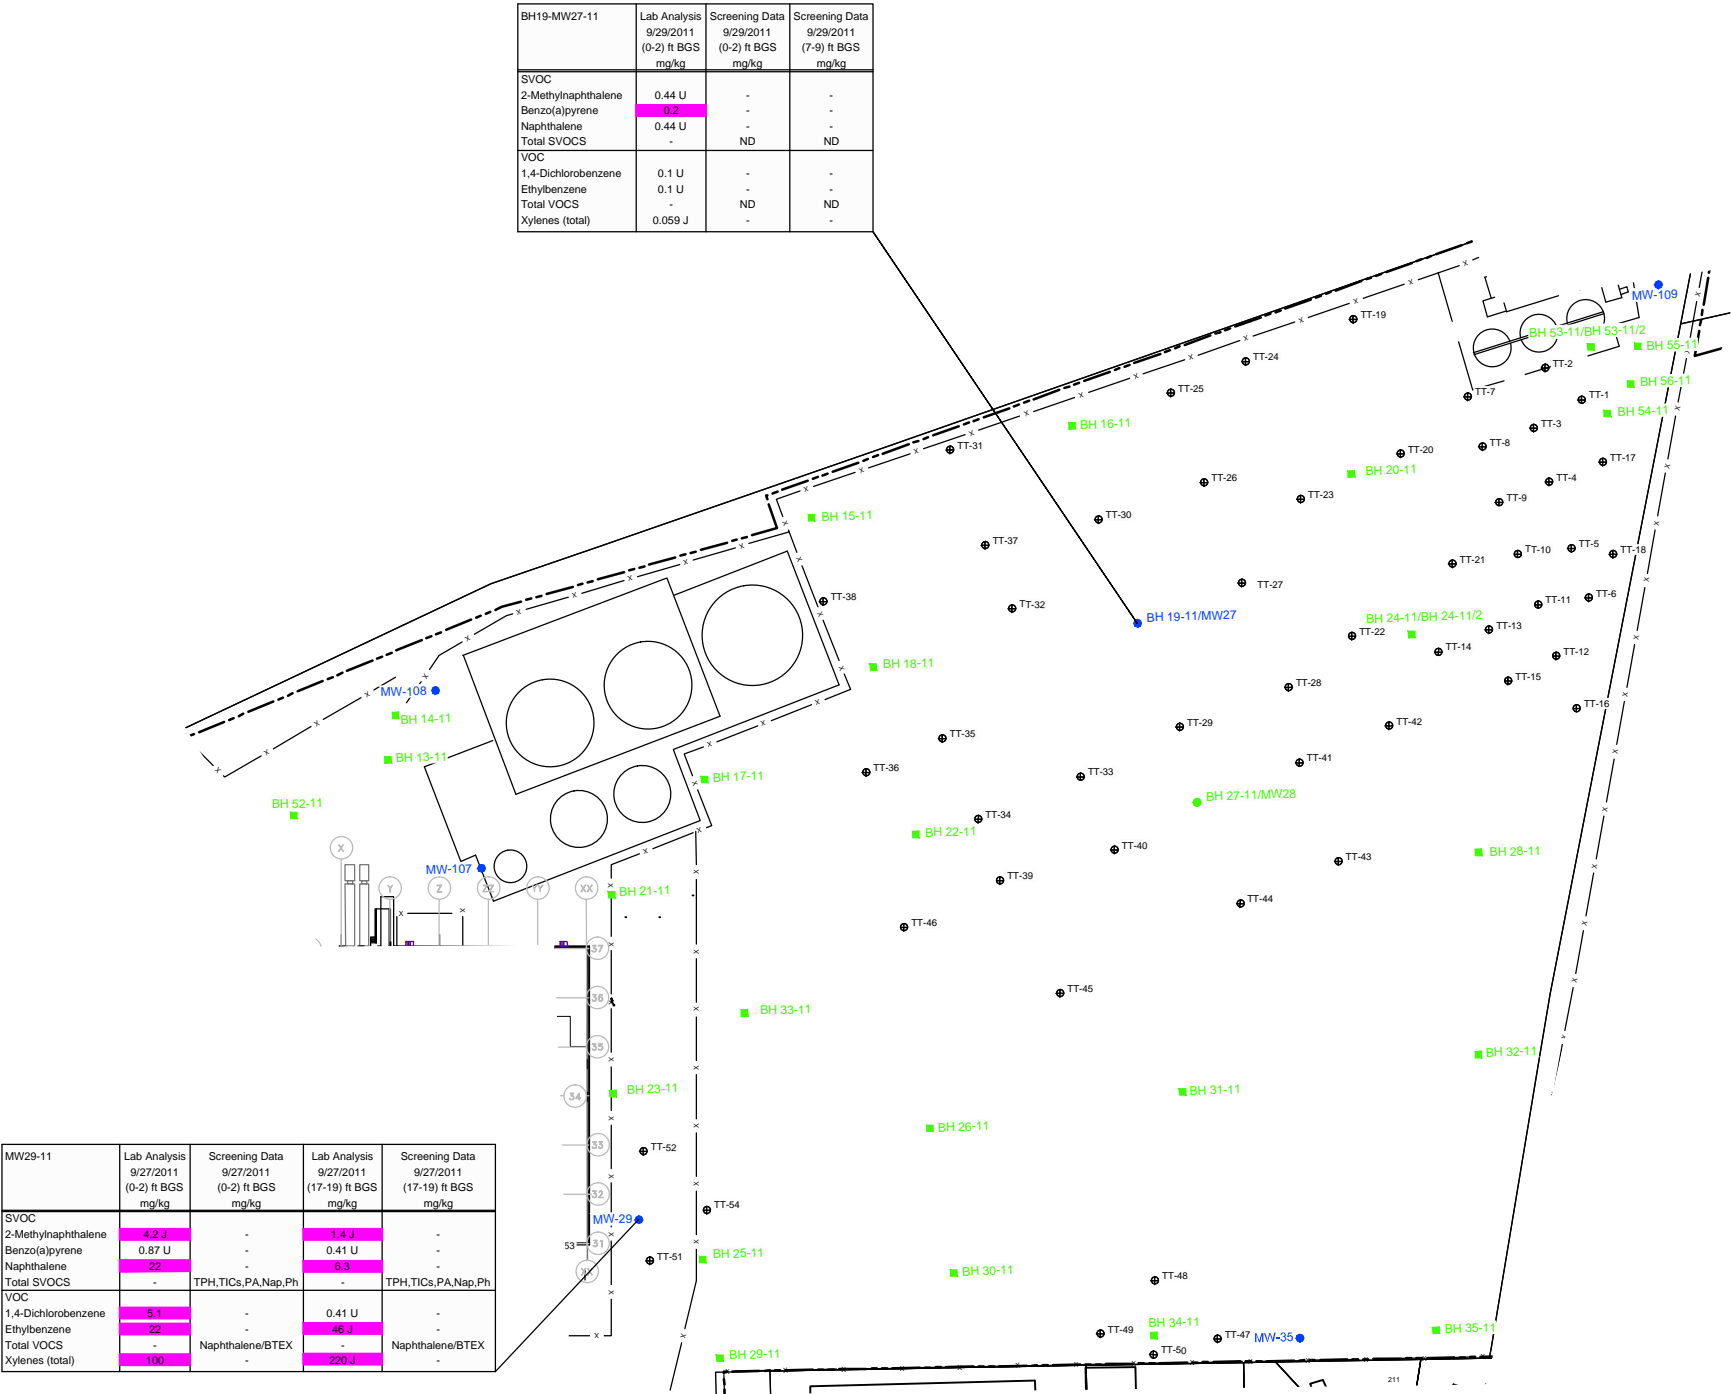 BH19-MW27-11 Lab Analysis Screening Data Screening Data
9/29/2011 9/29/2011 9/29/2011
(0-2) ft BGS (0-2) ft BGS (7-9) ft BGS
mg/kg mg/kg mg/kg
SVOC
2-Methylnaphthalene 0.44 U - -
Benzo(a)pyrene 0.2 - -
Naphthalene 0.44 U - -
Total SVOCS - ND ND
VOC
1,4-Dichlorobenzene 0.1 U - -
Ethylbenzene 0.1 U - -
Total VOCS - ND ND
Xylenes (total) 0.059 J - -
MW-109
TT-19
BH 53-11/BH 53-11/2
BH 55-11
TT-24
TT-2
BH 56-11
TT-25
TT-7
TT-1
BH 54-11
BH 16-11
TT-3
TT-31
TT-8
TT-20
TT-17
BH 20-11
TT-26
TT-4
TT-23
TT-9
BH 15-11
TT-30
TT-37
TT-5
TT-10
TT-18
TT-21
TT-27
TT-38
TT-6
TT-32
TT-11
BH 19-11/MW27
BH 24-11/BH 24-11/2
TT-13
TT-22
TT-14
TT-12
BH 18-11
TT-15
TT-28
MW-108
TT-16
BH 14-11
TT-29
TT-42
TT-35
BH 13-11
TT-41
TT-36
TT-33
BH 17-11
BH 27-11/MW28
BH 52-11
TT-34
BH 22-11
X
TT-40
BH 28-11
TT-43
MW-107
TT-39
Y Z ZZ YY XX
BH 21-11
TT-44
TT-46
37
TT-45
36
BH 33-11
35
BH 32-11
BH 23-11
BH 31-11
34
BH 26-11
33
TT-52
32
TT-54
MW-29
31
53
TT-51
BH 25-11
XX
BH 30-11
TT-48
BH 34-11
TT-49
TT-47
MW-35
BH 35-11
TT-50
BH 29-11
211
MW29-11 Lab Analysis Screening Data Lab Analysis Screening Data
9/27/2011 9/27/2011 9/27/2011 9/27/2011
(0-2) ft BGS (0-2) ft BGS (17-19) ft BGS (17-19) ft BGS
mg/kg mg/kg mg/kg mg/kg
SVOC
2-Methylnaphthalene 4.2 J - 1.4 J -
Benzo(a)pyrene 0.87 U - 0.41 U -
Naphthalene 22 - 6.3 -
Total SVOCS - TPH,TICs,PA,Nap,Ph - TPH,TICs,PA,Nap,Ph
VOC
1,4-Dichlorobenzene 5.1 - 0.41 U -
Ethylbenzene 22 - 46 J -
Total VOCS - Naphthalene/BTEX - Naphthalene/BTEX
Xylenes (total) 100 - 220 J -